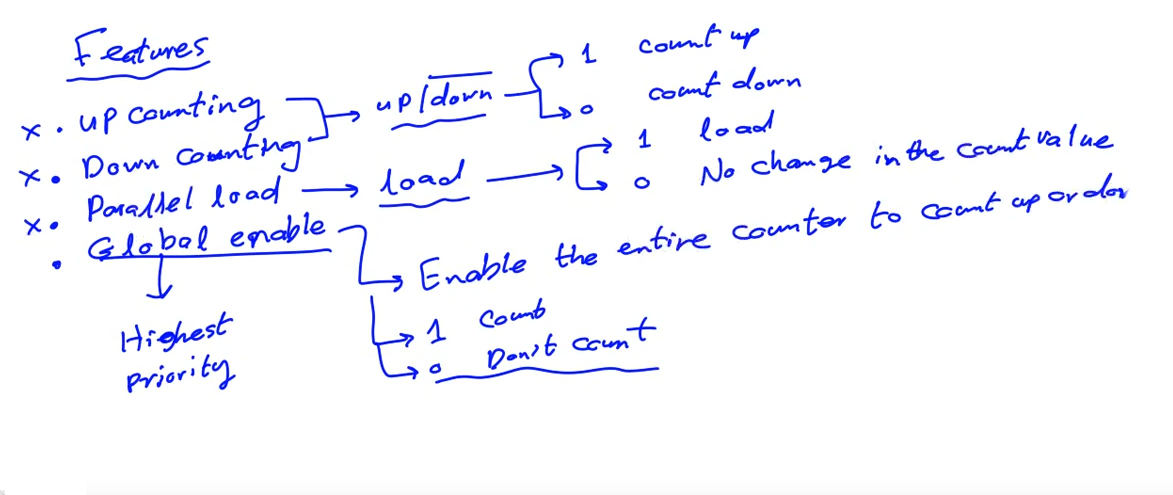 Features
x • up counting → up/down → 1 count up
0 count down
x • Down counting
x • Parallel load → load → 1 load
0 No change in the count value
• Global enable → Enable the entire counter to count up or dow
Highest priority
→ 1 Count
→ 0 Don't count